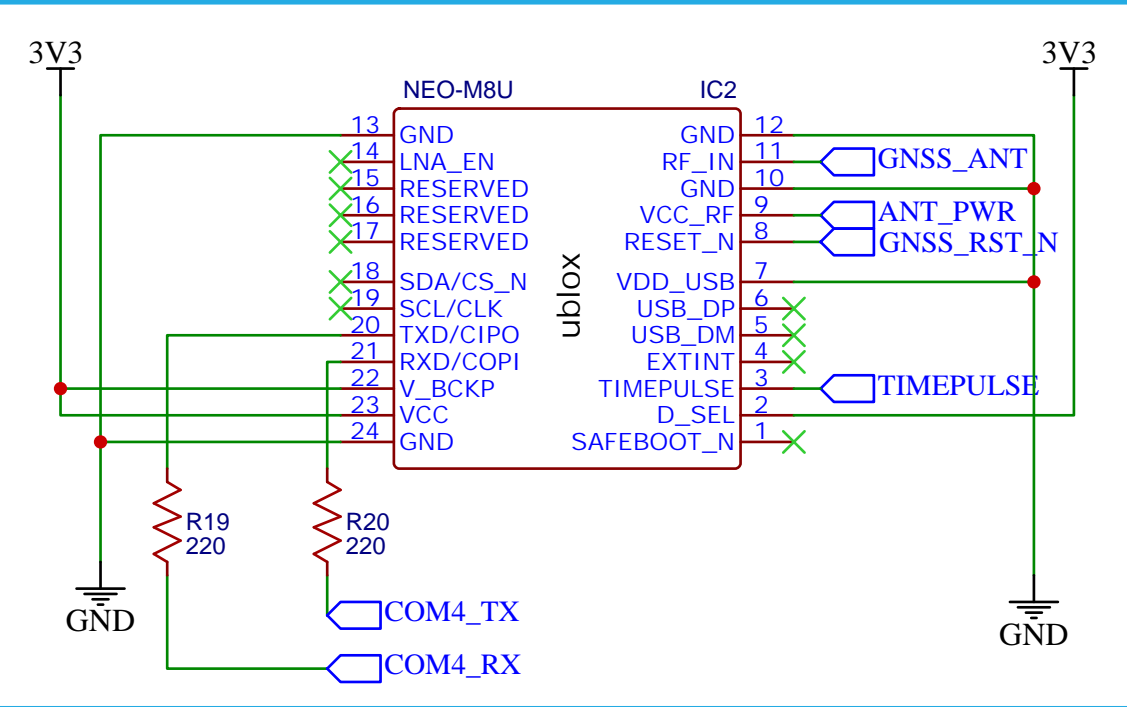 3V3
3V3
NEO-M8U
IC2
13
GND
GND
12
14
LNA_EN
RF_IN
11
GNSS_ANT
15
RESERVED
GND
10
16
RESERVED
VCC_RF
9
ANT_PWR
17
RESERVED
RESET_N
8
GNSS_RST_N
18
SDA/CS_N
VDD_USB
7
19
SCL/CLK
USB_DP
6
20
TXD/CIPO
USB_DM
5
21
RXD/COPI
EXTINT
4
22
V_BCKP
TIMEPULSE
3
TIMEPULSE
23
VCC
D_SEL
2
24
GND
SAFEBOOT_N
1
ublox
R19
220
R20
220
GND
COM4_TX
GND
COM4_RX